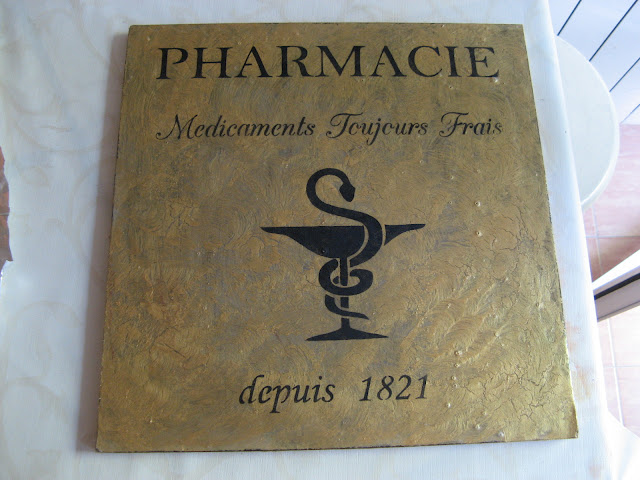 PHARMACIE
Medicaments Toujours Frais
depuis 1821